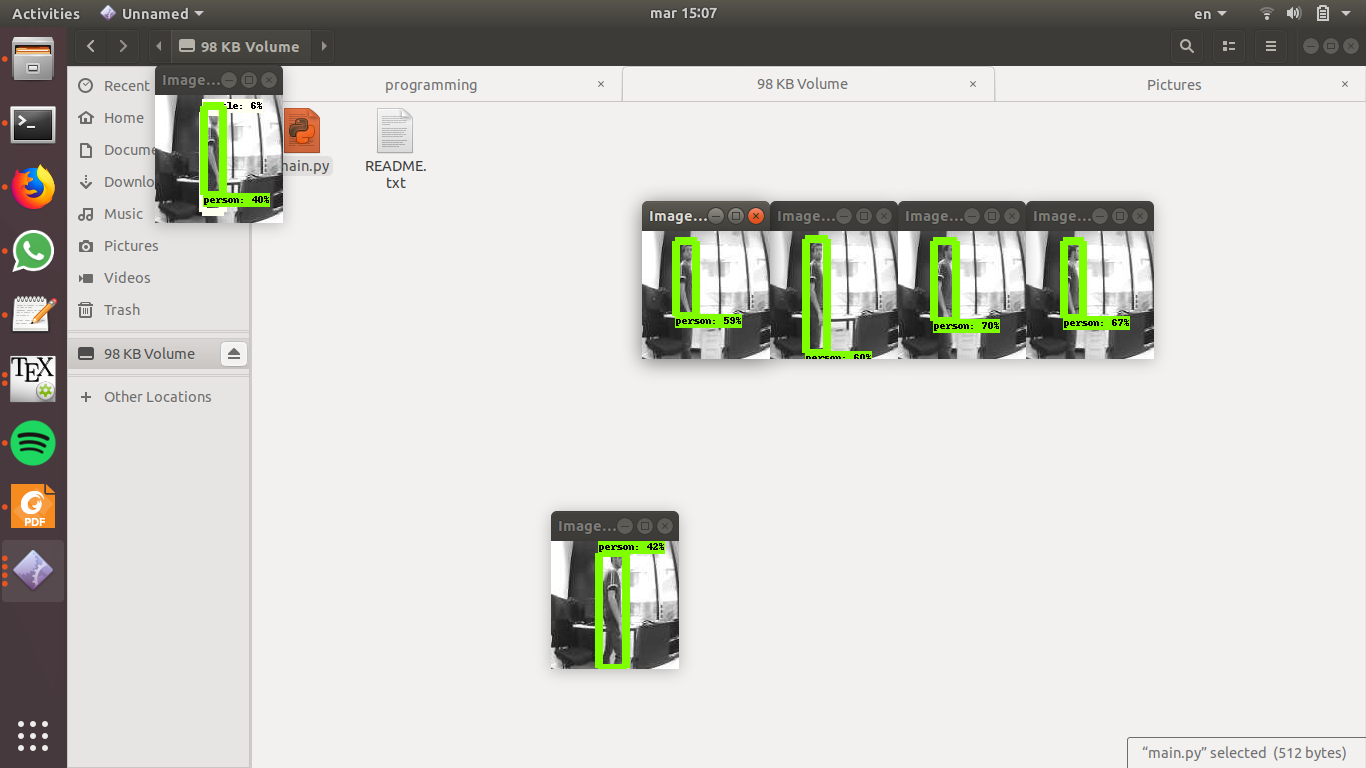 Activities Unnamed mar 15:07 en
98 KB Volume
programming 98 KB Volume Pictures
Recent
Home
Docume
Downlo
Music
Pictures
Videos
Trash
98 KB Volume
Other Locations
Image...
le: 6%
person: 40%
main.py
README.
txt
Image... Image... Image... Image...
person: 59% person: 60% person: 70% person: 67%
Image...
person: 42%
TEX
PDF
“main.py” selected (512 bytes)